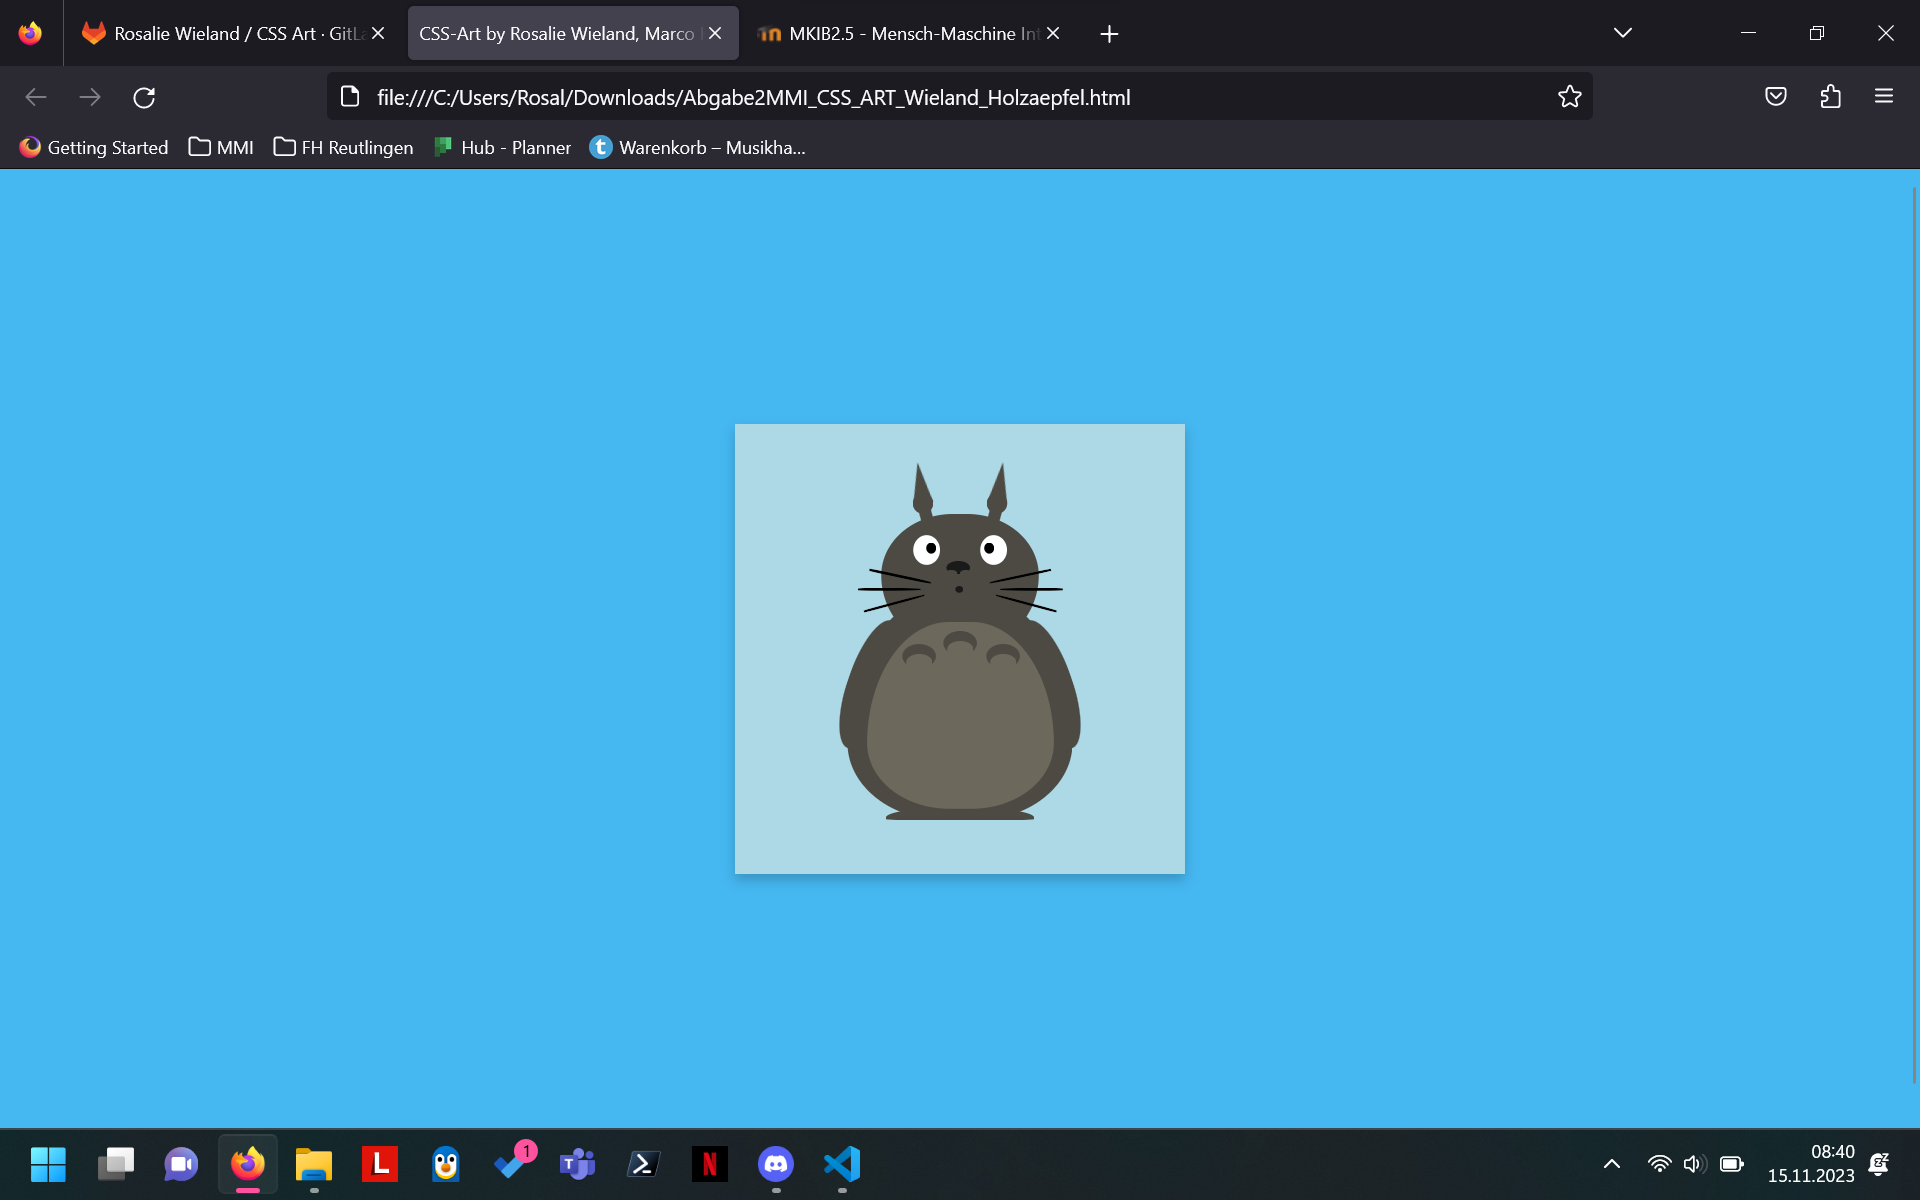 Rosalie Wieland / CSS Art · GitLa
CSS-Art by Rosalie Wieland, Marco
MKIB2.5 - Mensch-Maschine Int
file:///C:/Users/Rosal/Downloads/Abgabe2MMI_CSS_ART_Wieland_Holzaepfel.html
Getting Started
MMI
FH Reutlingen
Hub - Planner
t
Warenkorb – Musikha...
L
1
T
N
08:40
15.11.2023